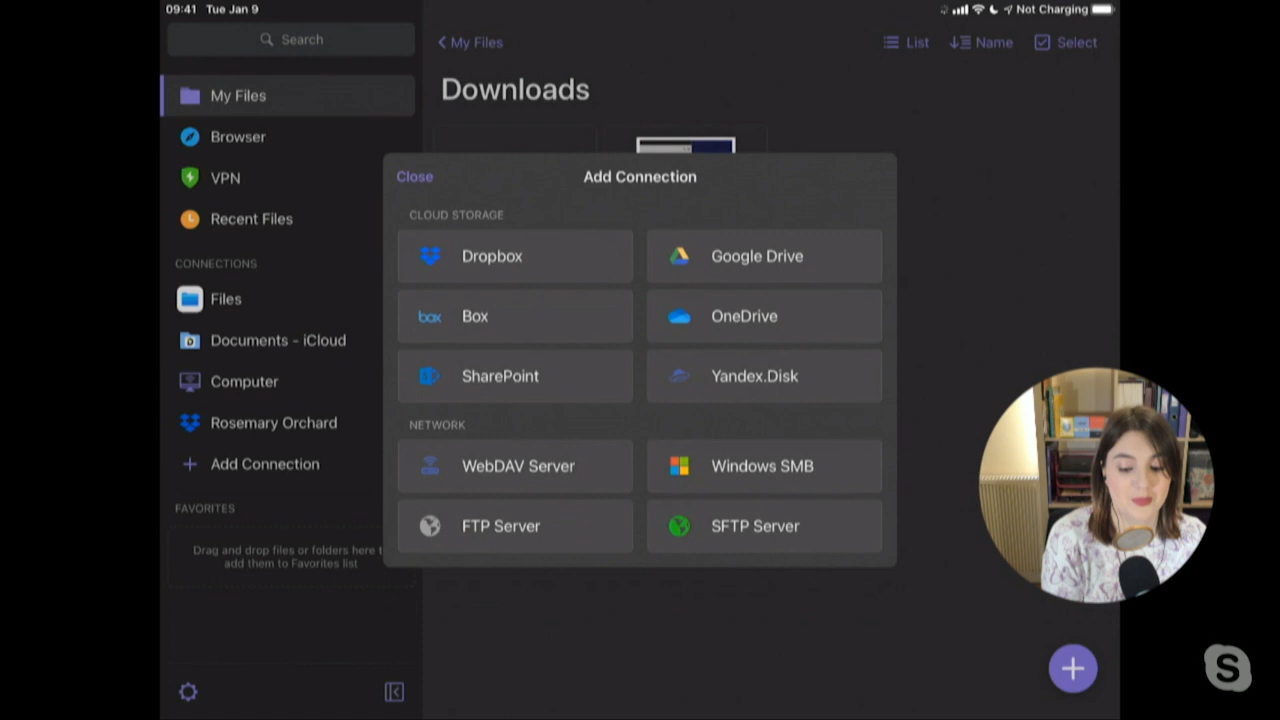 09:41 Tue Jan 9
Not Charging
Search
My Files
Browser
VPN
Recent Files
CONNECTIONS
Files
Documents - iCloud
Computer
Rosemary Orchard
Add Connection
FAVORITES
Drag and drop files or folders here t
add them to Favorites list
My Files
List
Name
Select
Downloads
Close
Add Connection
CLOUD STORAGE
Dropbox
Google Drive
box
Box
OneDrive
SharePoint
Yandex.Disk
NETWORK
WebDAV Server
Windows SMB
FTP Server
SFTP Server
S